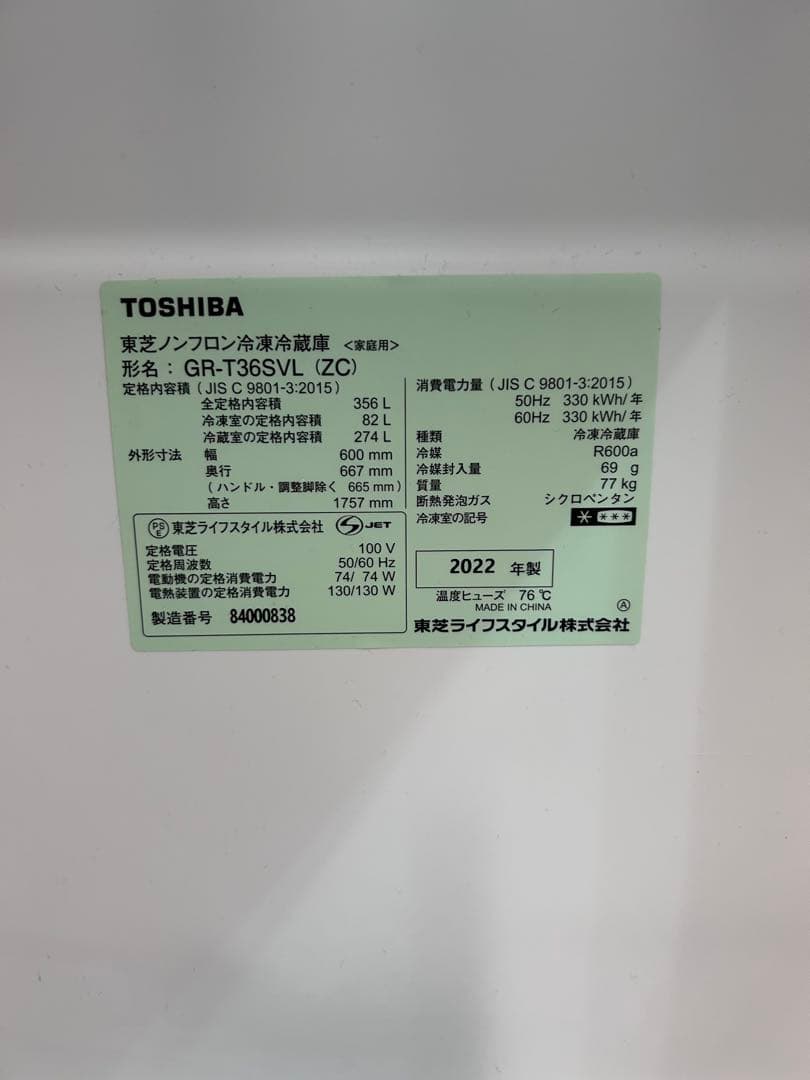 TOSHIBA
東芝ノンフロン冷凍冷蔵庫 <家庭用>
形名： GR-T36SVL (ZC)
定格内容積 ( JIS C 9801-3:2015 )
全定格内容積 356 L
冷凍室の定格内容積 82 L
冷蔵室の定格内容積 274 L
外形寸法 幅 600 mm
奥行 667 mm
( ハンドル・調整脚除く 665 mm )
高さ 1757 mm
PSE 東芝ライフスタイル株式会社 S JET
定格電圧 100 V
定格周波数 50/60 Hz
電動機の定格消費電力 74/ 74 W
電熱装置の定格消費電力 130/130 W
製造番号 84000838
消費電力量 ( JIS C 9801-3:2015 )
50Hz 330 kWh/ 年
60Hz 330 kWh/ 年
種類 冷凍冷蔵庫
冷媒 R600a
冷媒封入量 69 g
質量 77 kg
断熱発泡ガス シクロペンタン
冷凍室の記号 * ***
2022 年製
温度ヒューズ 76 ℃
MADE IN CHINA Ⓐ
東芝ライフスタイル株式会社